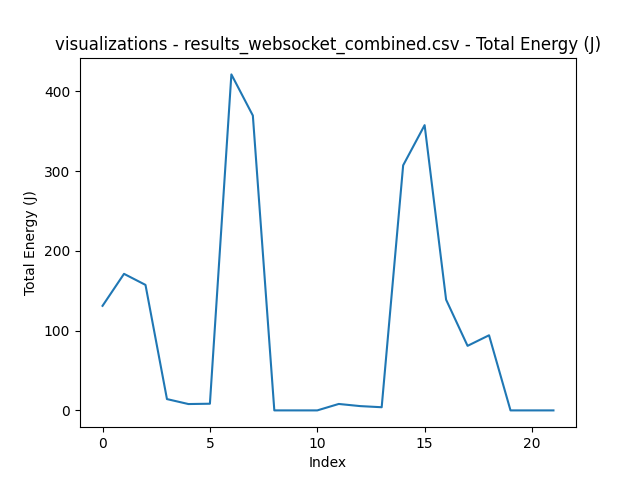 visualizations - results_websocket_combined.csv - Total Energy (J)
400
300
200
100
0
Total Energy (J)
0 5 10 15 20
Index